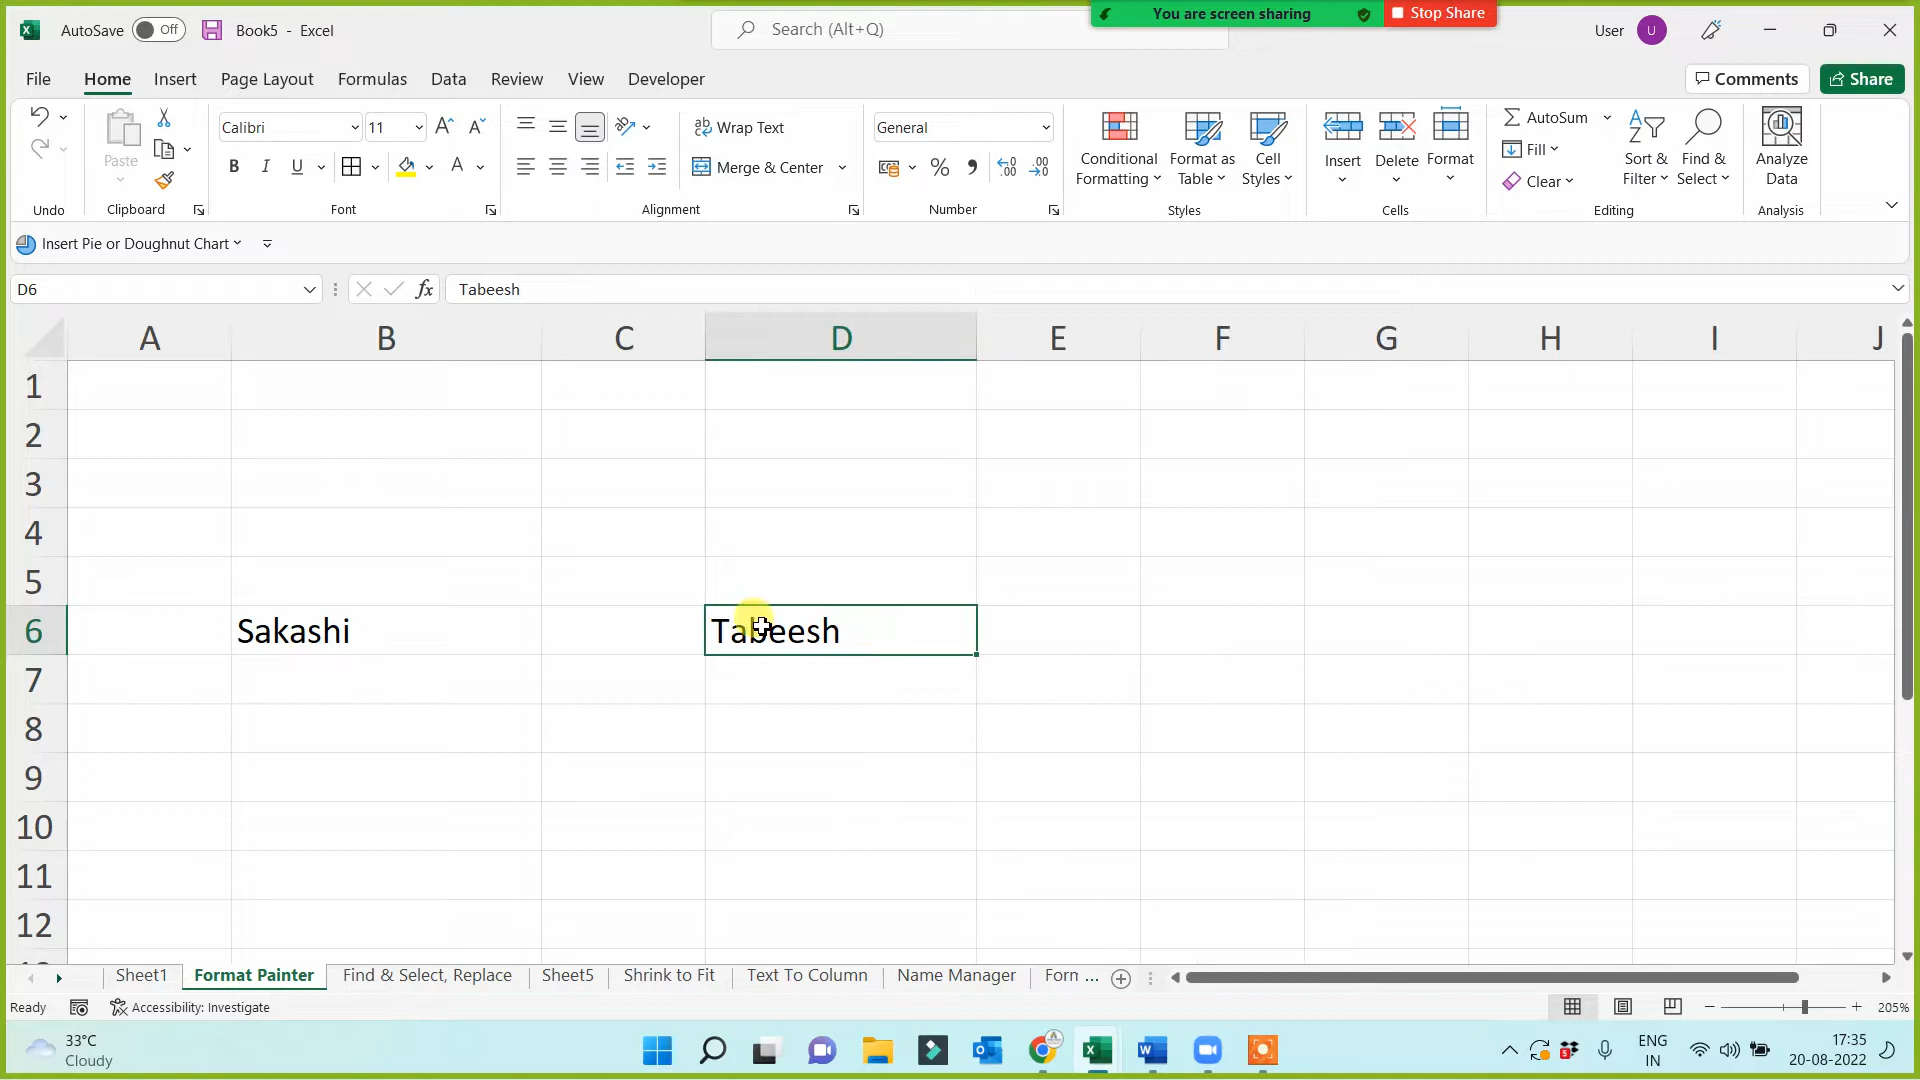 You are screen sharing
Stop Share
AutoSave Off Book5 - Excel
Search (Alt+Q)
User U
File Home Insert Page Layout Formulas Data Review View Developer
Comments Share
Calibri 11
Wrap Text
General
AutoSum
Paste
B I U A
Merge & Center
% 9
Conditional Formatting
Format as Table
Cell Styles
Insert Delete Format
Fill
Clear
Sort & Filter
Find & Select
Analyze Data
Undo Clipboard Font Alignment Number Styles Cells Editing Analysis
Insert Pie or Doughnut Chart
D6 fx Tabeesh
A B C D E F G H I J
1
2
3
4
5
6 Sakashi Tabeesh
7
8
9
10
11
12
Sheet1 Format Painter Find & Select, Replace Sheet5 Shrink to Fit Text To Column Name Manager Forn ...
Ready Accessibility: Investigate 205%
33°C
Cloudy
ENG
IN
17:35
20-08-2022